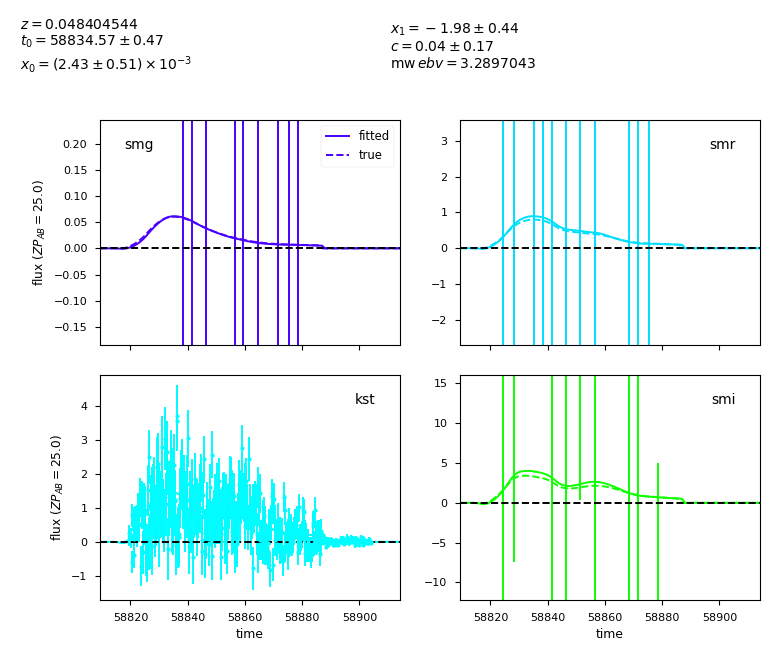 z = 0.048404544
t₀ = 58834.57 ± 0.47
x₀ = (2.43 ± 0.51) × 10⁻³
x₁ = −1.98 ± 0.44
c = 0.04 ± 0.17
mw ebv = 3.2897043
smg
fitted
true
0.20
0.15
0.10
0.05
0.00
−0.05
−0.10
−0.15
flux (ZP_AB = 25.0)
smr
3
2
1
0
−1
−2
kst
4
3
2
1
0
−1
flux (ZP_AB = 25.0)
58820 58840 58860 58880 58900
time
smi
15
10
5
0
−5
−10
58820 58840 58860 58880 58900
time